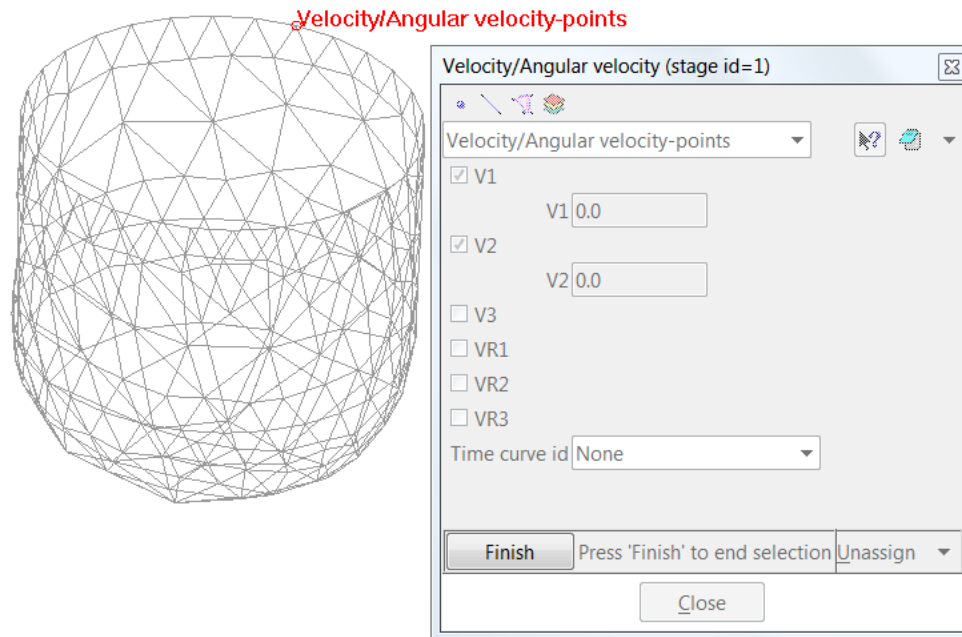 Velocity/Angular velocity-points
Velocity/Angular velocity (stage id=1)
Velocity/Angular velocity-points
V1
V1 0.0
V2
V2 0.0
V3
VR1
VR2
VR3
Time curve id None
Finish Press 'Finish' to end selection Unassign
Close